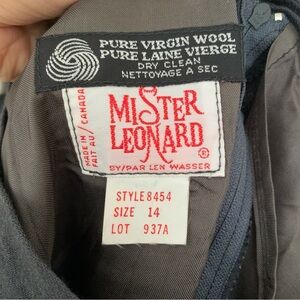 PURE VIRGIN WOOL
PURE LAINE VIERGE
DRY CLEAN
NETTOYAGE A SEC
MADE IN / CANADA
FAIT AU
MISTER
LEONARD
BY/PAR LEN WASSER
STYLE 8454
SIZE 14
LOT 937A